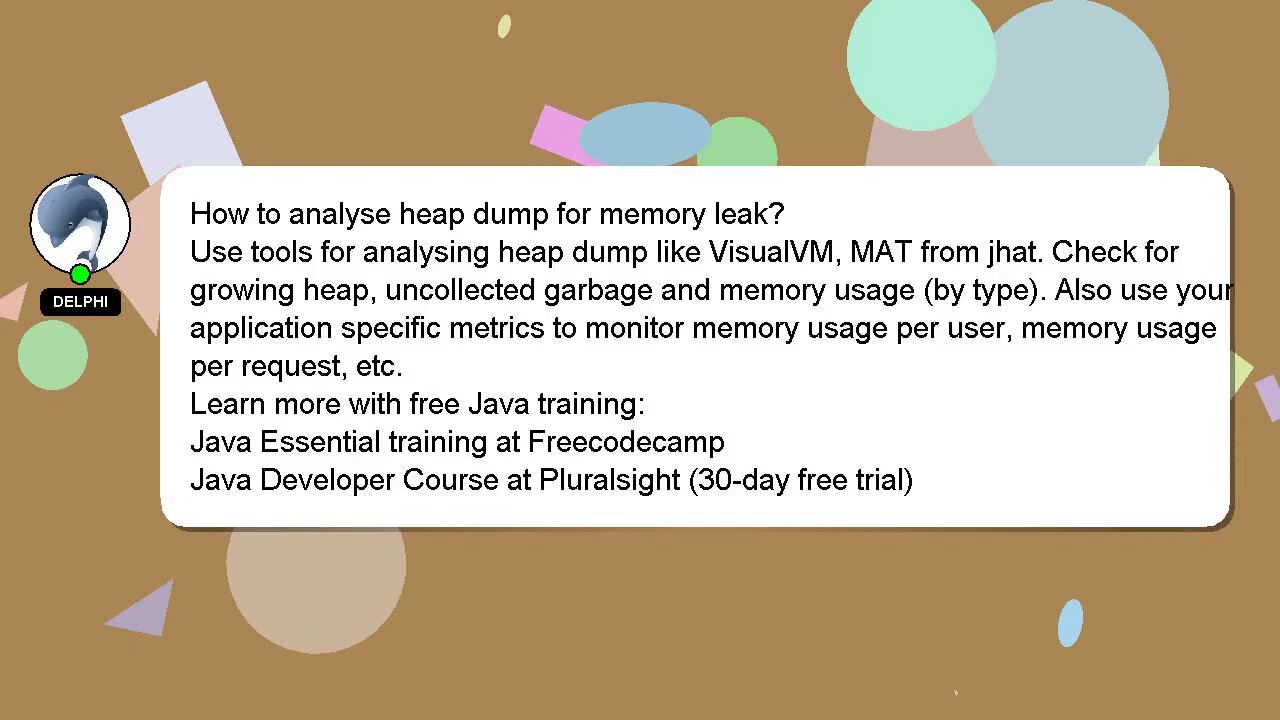 DELPHI
How to analyse heap dump for memory leak?
Use tools for analysing heap dump like VisualVM, MAT from jhat. Check for
growing heap, uncollected garbage and memory usage (by type). Also use your
application specific metrics to monitor memory usage per user, memory usage
per request, etc.
Learn more with free Java training:
Java Essential training at Freecodecamp
Java Developer Course at Pluralsight (30-day free trial)